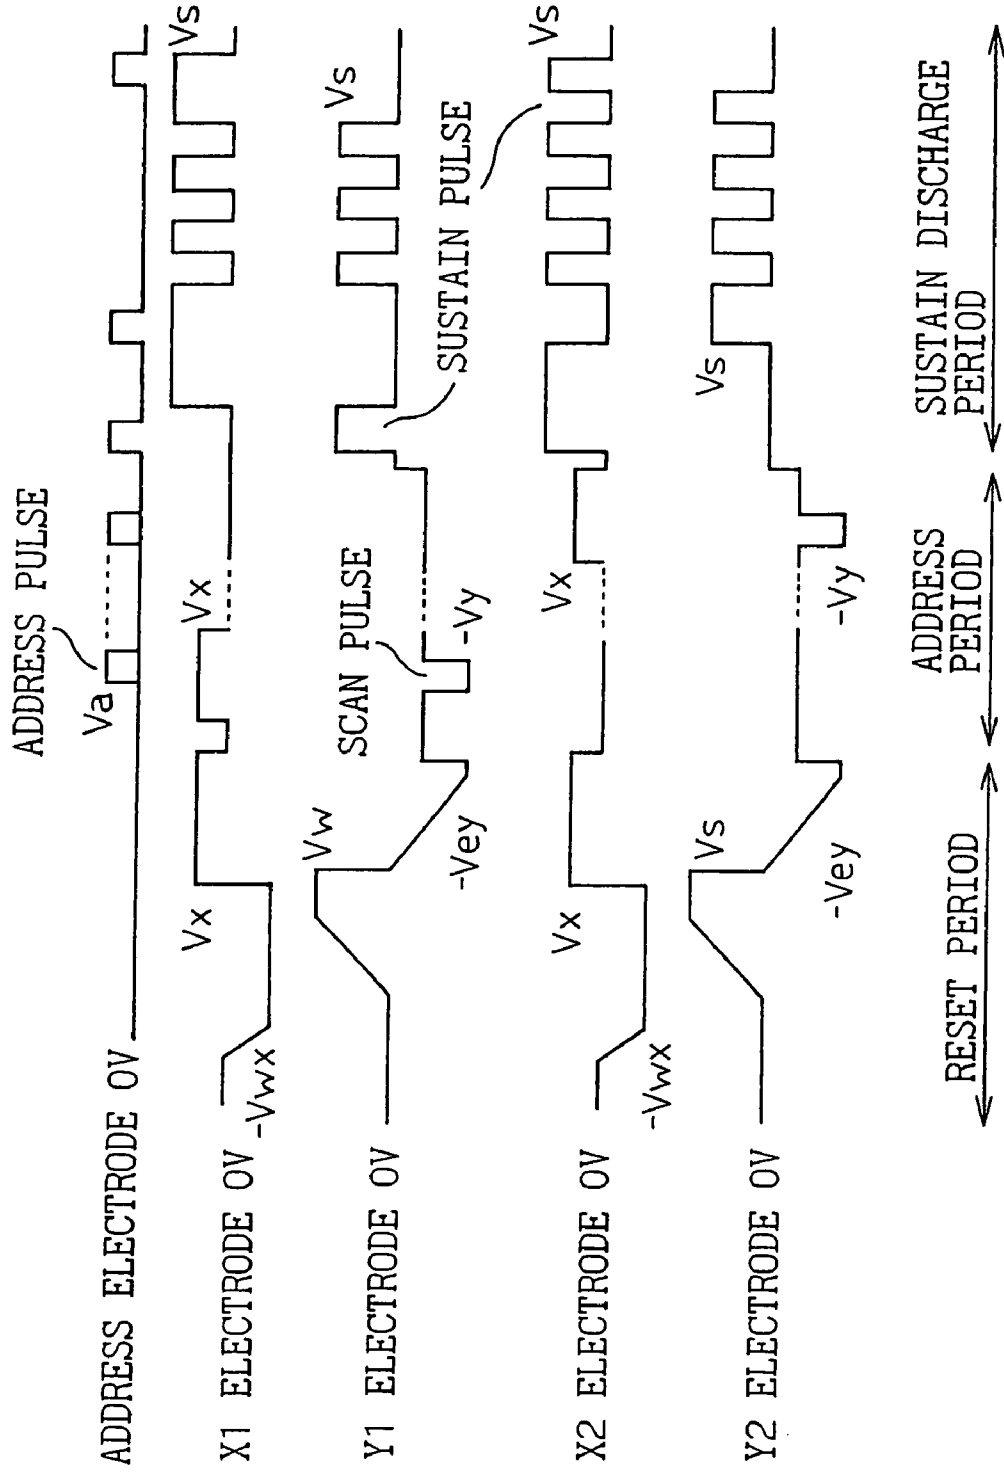 ADDRESS PULSE
ADDRESS ELECTRODE 0V
Va
X1 ELECTRODE 0V
-Vwx
Vx
Vx
Vs
SCAN PULSE
Y1 ELECTRODE 0V
Vw
-Vey
-Vy
Vs
SUSTAIN PULSE
X2 ELECTRODE 0V
-Vwx
Vx
Vx
Vs
Y2 ELECTRODE 0V
Vs
-Vey
-Vy
Vs
RESET PERIOD
ADDRESS
PERIOD
SUSTAIN DISCHARGE
PERIOD